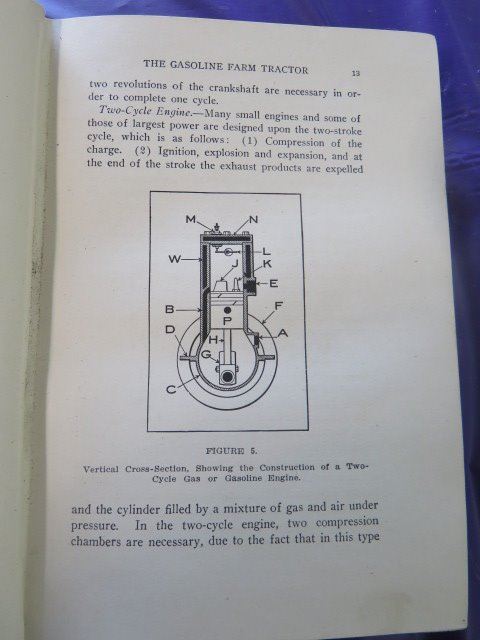 THE GASOLINE FARM TRACTOR 13
two revolutions of the crankshaft are necessary in or-
der to complete one cycle.
Two-Cycle Engine.—Many small engines and some of
those of largest power are designed upon the two-stroke
cycle, which is as follows: (1) Compression of the
charge. (2) Ignition, explosion and expansion, and at
the end of the stroke the exhaust products are expelled
M N
W L
J K
E
B F
P
D A
H
G
C
FIGURE 5.
Vertical Cross-Section, Showing the Construction of a Two-
Cycle Gas or Gasoline Engine.
and the cylinder filled by a mixture of gas and air under
pressure. In the two-cycle engine, two compression
chambers are necessary, due to the fact that in this type